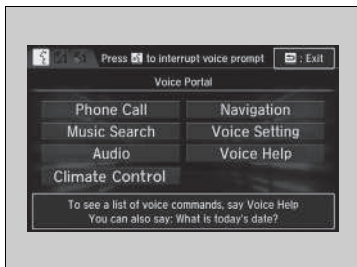 Press to interrupt voice prompt : Exit
Voice Portal
Phone Call Navigation
Music Search Voice Setting
Audio Voice Help
Climate Control
To see a list of voice commands, say Voice Help
You can also say: What is today's date?